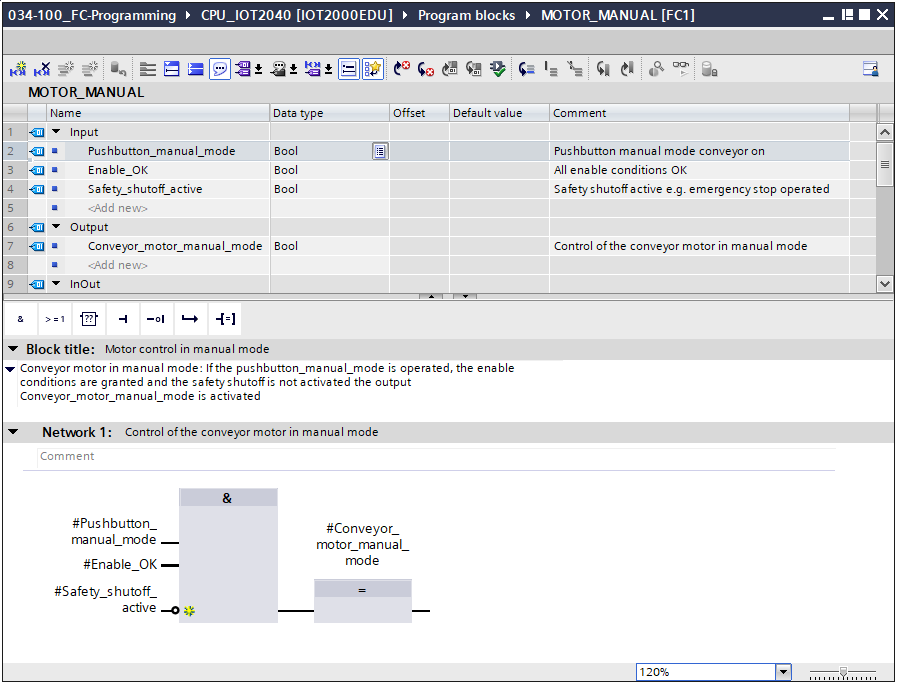 034-100_FC-Programming ▸ CPU_IOT2040 [IOT2000EDU] ▸ Program blocks ▸ MOTOR_MANUAL [FC1]
MOTOR_MANUAL
Name Data type Offset Default value Comment
1 Input
2 Pushbutton_manual_mode Bool Pushbutton manual mode conveyor on
3 Enable_OK Bool All enable conditions OK
4 Safety_shutoff_active Bool Safety shutoff active e.g. emergency stop operated
5 <Add new>
6 Output
7 Conveyor_motor_manual_mode Bool Control of the conveyor motor in manual mode
8 <Add new>
9 InOut
& >=1 ?? -| -o| [=]
Block title: Motor control in manual mode
Conveyor motor in manual mode: If the pushbutton_manual_mode is operated, the enable
conditions are granted and the safety shutoff is not activated the output
Conveyor_motor_manual_mode is activated
Network 1: Control of the conveyor motor in manual mode
Comment
&
#Pushbutton_
manual_mode
#Enable_OK
#Safety_shutoff_
active
#Conveyor_
motor_manual_
mode
=
120%